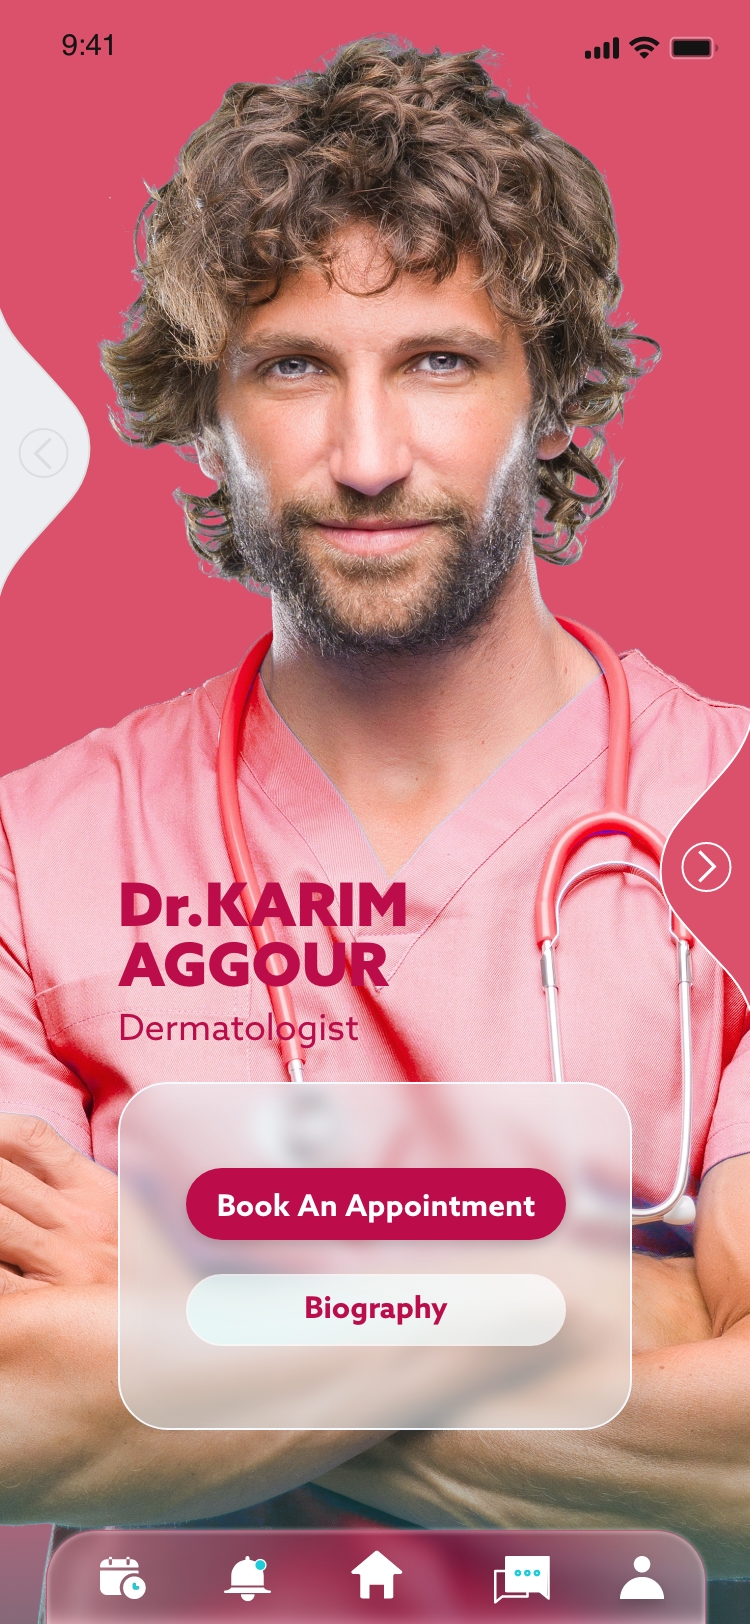 9:41
Dr.KARIM
AGGOUR
Dermatologist
Book An Appointment
Biography